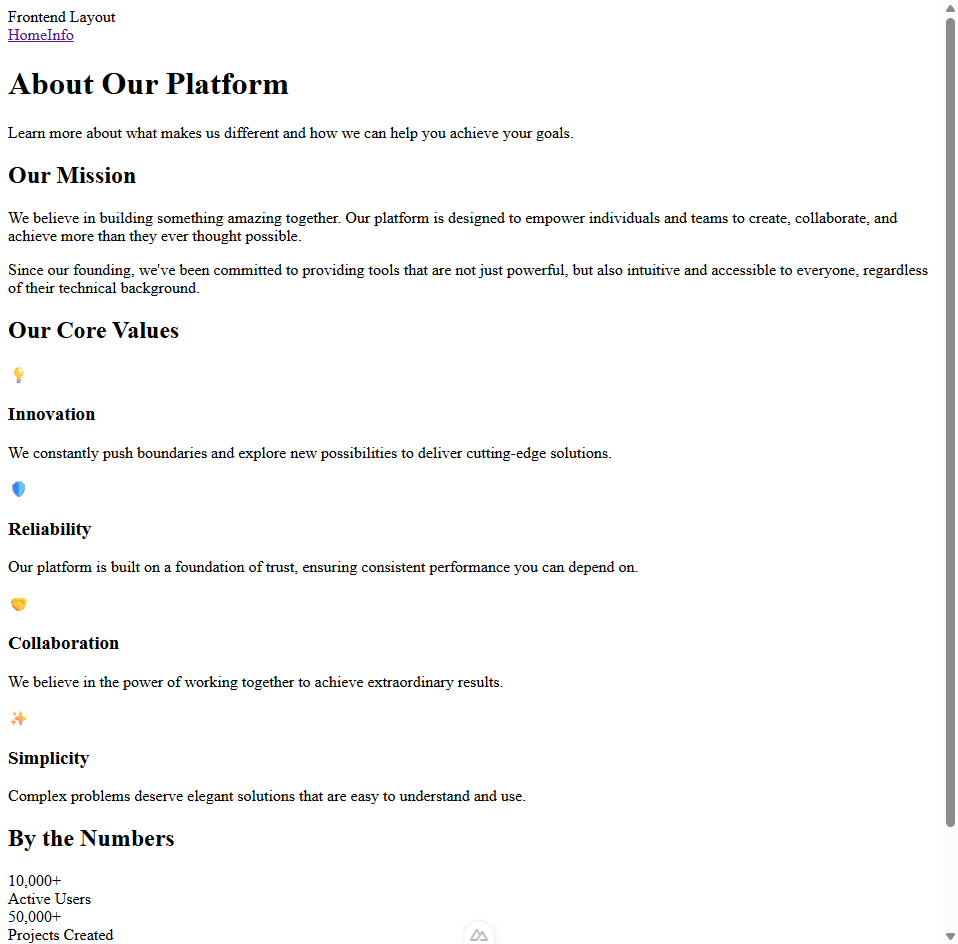 Frontend Layout
HomeInfo
About Our Platform
Learn more about what makes us different and how we can help you achieve your goals.
Our Mission
We believe in building something amazing together. Our platform is designed to empower individuals and teams to create, collaborate, and
achieve more than they ever thought possible.
Since our founding, we've been committed to providing tools that are not just powerful, but also intuitive and accessible to everyone, regardless
of their technical background.
Our Core Values
Innovation
We constantly push boundaries and explore new possibilities to deliver cutting-edge solutions.
Reliability
Our platform is built on a foundation of trust, ensuring consistent performance you can depend on.
Collaboration
We believe in the power of working together to achieve extraordinary results.
Simplicity
Complex problems deserve elegant solutions that are easy to understand and use.
By the Numbers
10,000+
Active Users
50,000+
Projects Created